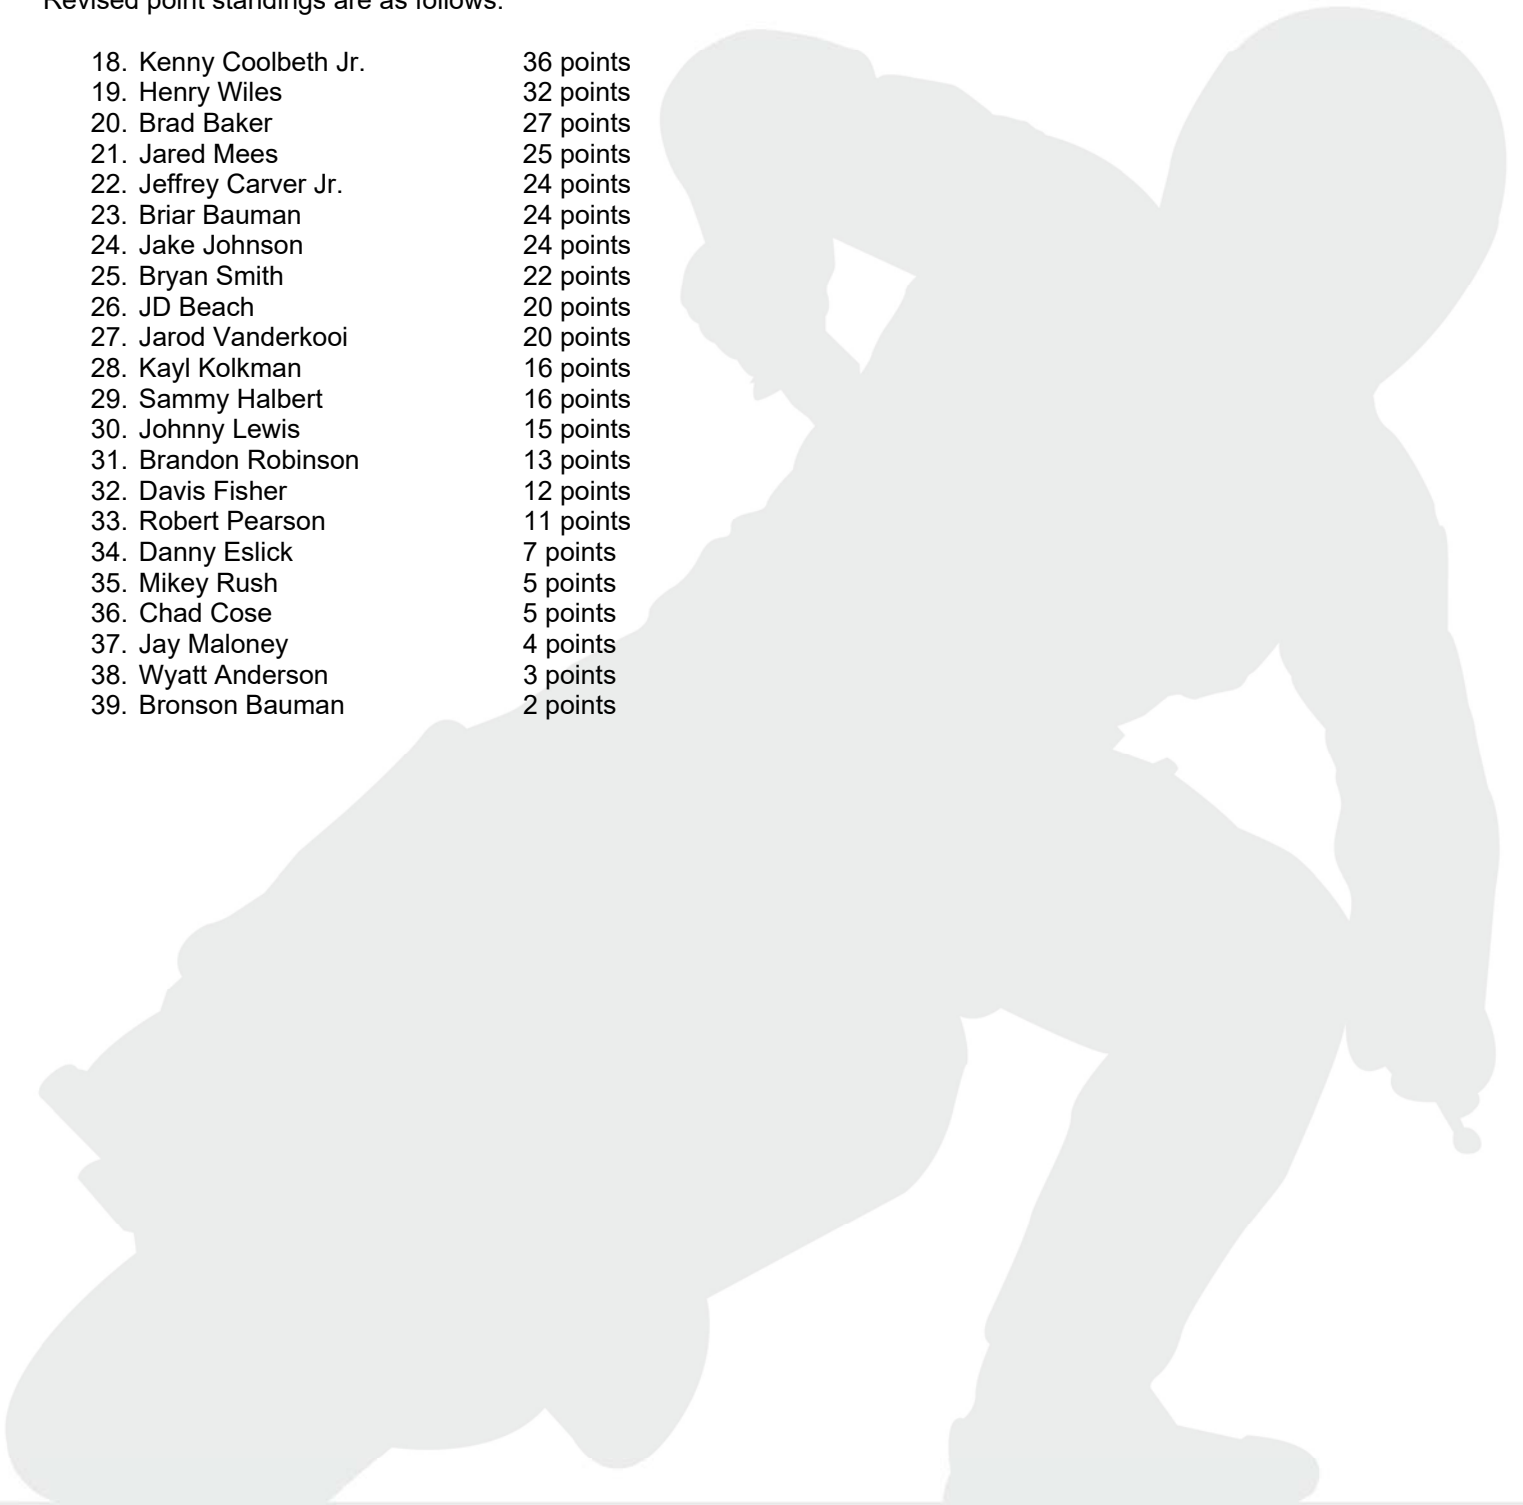 Revised point standings are as follows:
18. Kenny Coolbeth Jr. 36 points
19. Henry Wiles 32 points
20. Brad Baker 27 points
21. Jared Mees 25 points
22. Jeffrey Carver Jr. 24 points
23. Briar Bauman 24 points
24. Jake Johnson 24 points
25. Bryan Smith 22 points
26. JD Beach 20 points
27. Jarod Vanderkooi 20 points
28. Kayl Kolkman 16 points
29. Sammy Halbert 16 points
30. Johnny Lewis 15 points
31. Brandon Robinson 13 points
32. Davis Fisher 12 points
33. Robert Pearson 11 points
34. Danny Eslick 7 points
35. Mikey Rush 5 points
36. Chad Cose 5 points
37. Jay Maloney 4 points
38. Wyatt Anderson 3 points
39. Bronson Bauman 2 points